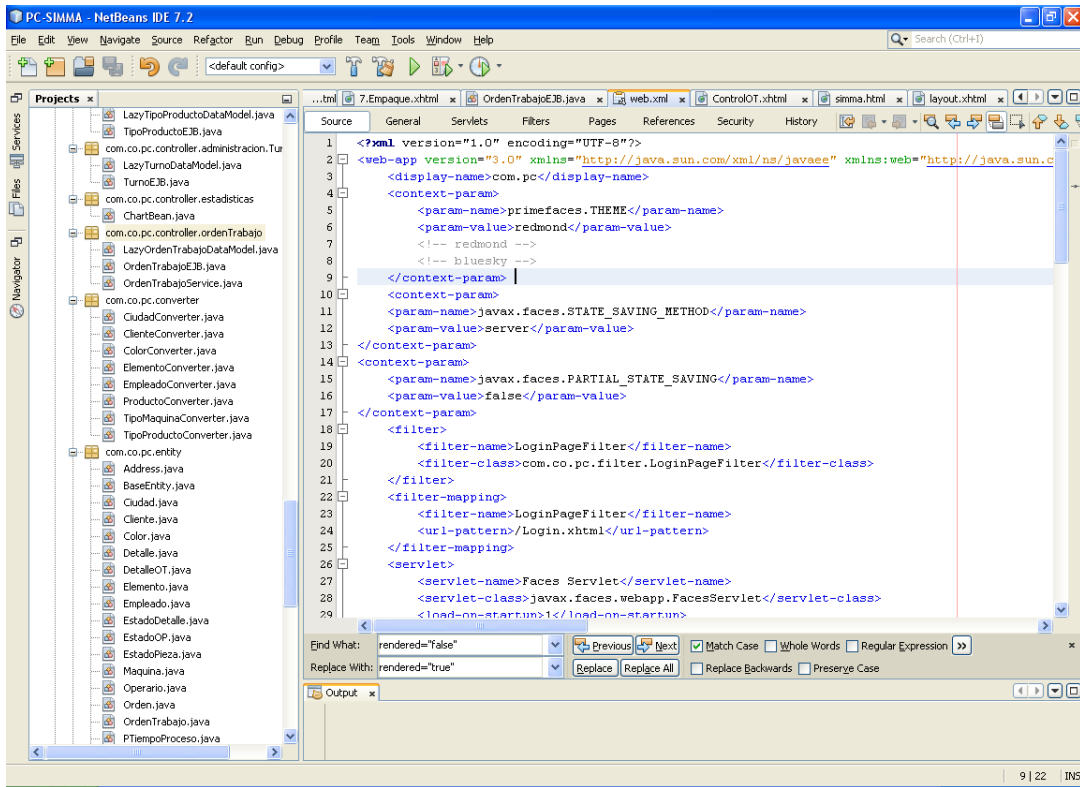 PC-SIMMA - NetBeans IDE 7.2
File Edit View Navigate Source Refactor Run Debug Profile Team Tools Window Help
Search (Ctrl+I)
<default config>
Services
Files
Navigator
Projects
LazyTipoProductoDataModel.java
TipoProductoEJB.java
com.co.pc.controller.administracion.Tur
LazyTurnoDataModel.java
TurnoEJB.java
com.co.pc.controller.estadisticas
ChartBean.java
com.co.pc.controller.ordenTrabajo
LazyOrdenTrabajoDataModel.java
OrdenTrabajoEJB.java
OrdenTrabajoService.java
com.co.pc.converter
CiudadConverter.java
ClienteConverter.java
ColorConverter.java
ElementoConverter.java
EmpleadoConverter.java
ProductoConverter.java
TipoMaquinaConverter.java
TipoProductoConverter.java
com.co.pc.entity
Address.java
BaseEntity.java
Ciudad.java
Cliente.java
Color.java
Detalle.java
DetalleOT.java
Elemento.java
Empleado.java
EstadoDetalle.java
EstadoOP.java
EstadoPieza.java
Maquina.java
Operario.java
Orden.java
OrdenTrabajo.java
PTiempoProceso.java
...tml 7.Empaque.xhtml OrdenTrabajoEJB.java web.xml ControlOT.xhtml simma.html layout.xhtml
Source General Servlets Filters Pages References Security History
1 <?xml version="1.0" encoding="UTF-8"?>
2 <web-app version="3.0" xmlns="http://java.sun.com/xml/ns/javaee" xmlns:web="http://java.sun.c
3 <display-name>com.pc</display-name>
4 <context-param>
5 <param-name>primefaces.THEME</param-name>
6 <param-value>redmond</param-value>
7 <!-- redmond -->
8 <!-- bluesky -->
9 </context-param>
10 <context-param>
11 <param-name>javax.faces.STATE_SAVING_METHOD</param-name>
12 <param-value>server</param-value>
13 </context-param>
14 <context-param>
15 <param-name>javax.faces.PARTIAL_STATE_SAVING</param-name>
16 <param-value>false</param-value>
17 </context-param>
18 <filter>
19 <filter-name>LoginPageFilter</filter-name>
20 <filter-class>com.co.pc.filter.LoginPageFilter</filter-class>
21 </filter>
22 <filter-mapping>
23 <filter-name>LoginPageFilter</filter-name>
24 <url-pattern>/Login.xhtml</url-pattern>
25 </filter-mapping>
26 <servlet>
27 <servlet-name>Faces Servlet</servlet-name>
28 <servlet-class>javax.faces.webapp.FacesServlet</servlet-class>
29 <load-on-startup>1</load-on-startup>
Find What: rendered="false" Previous Next Match Case Whole Words Regular Expression
Replace With: rendered="true" Replace Replace All Replace Backwards Preserve Case
Output
9|22 INS